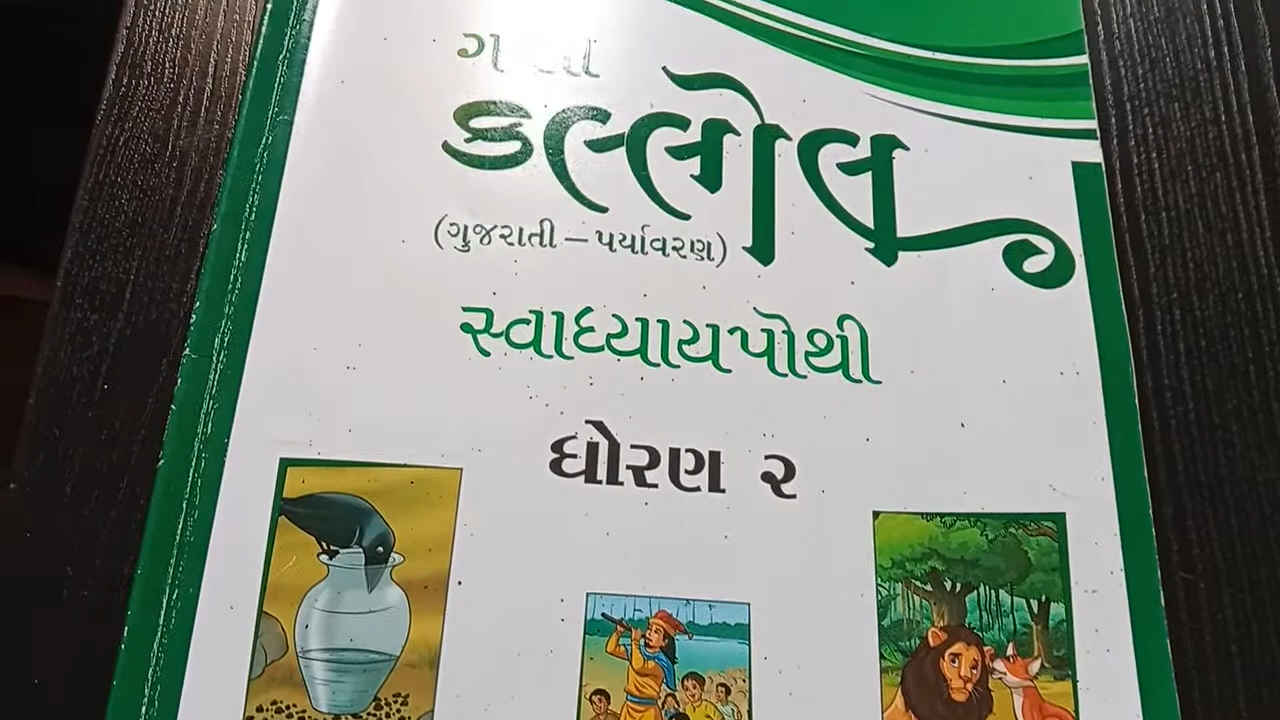 કલ્લોલ
(ગુજરાતી – પર્યાવરણ)
સ્વાધ્યાયપોથી
ધોરણ ૨